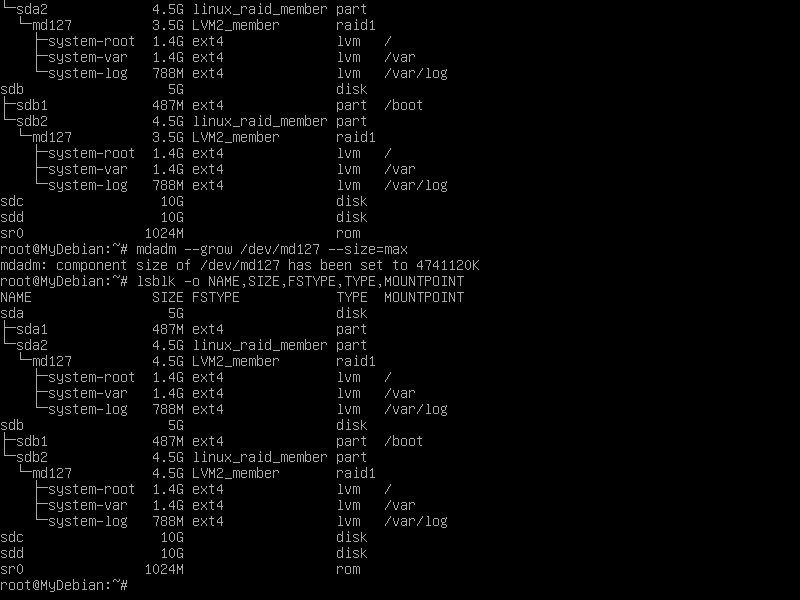 └─sda2             4.5G linux_raid_member part
  └─md127          3.5G LVM2_member       raid1
    ├─system-root  1.4G ext4              lvm   /
    ├─system-var   1.4G ext4              lvm   /var
    └─system-log   788M ext4              lvm   /var/log
sdb                  5G                   disk
├─sdb1             487M ext4              part  /boot
└─sdb2             4.5G linux_raid_member part
  └─md127          3.5G LVM2_member       raid1
    ├─system-root  1.4G ext4              lvm   /
    ├─system-var   1.4G ext4              lvm   /var
    └─system-log   788M ext4              lvm   /var/log
sdc                 10G                   disk
sdd                 10G                   disk
sr0               1024M                   rom
root@MyDebian:~# mdadm --grow /dev/md127 --size=max
mdadm: component size of /dev/md127 has been set to 4741120K
root@MyDebian:~# lsblk -o NAME,SIZE,FSTYPE,TYPE,MOUNTPOINT
NAME               SIZE FSTYPE            TYPE  MOUNTPOINT
sda                  5G                   disk
├─sda1             487M ext4              part
└─sda2             4.5G linux_raid_member part
  └─md127          4.5G LVM2_member       raid1
    ├─system-root  1.4G ext4              lvm   /
    ├─system-var   1.4G ext4              lvm   /var
    └─system-log   788M ext4              lvm   /var/log
sdb                  5G                   disk
├─sdb1             487M ext4              part  /boot
└─sdb2             4.5G linux_raid_member part
  └─md127          4.5G LVM2_member       raid1
    ├─system-root  1.4G ext4              lvm   /
    ├─system-var   1.4G ext4              lvm   /var
    └─system-log   788M ext4              lvm   /var/log
sdc                 10G                   disk
sdd                 10G                   disk
sr0               1024M                   rom
root@MyDebian:~#